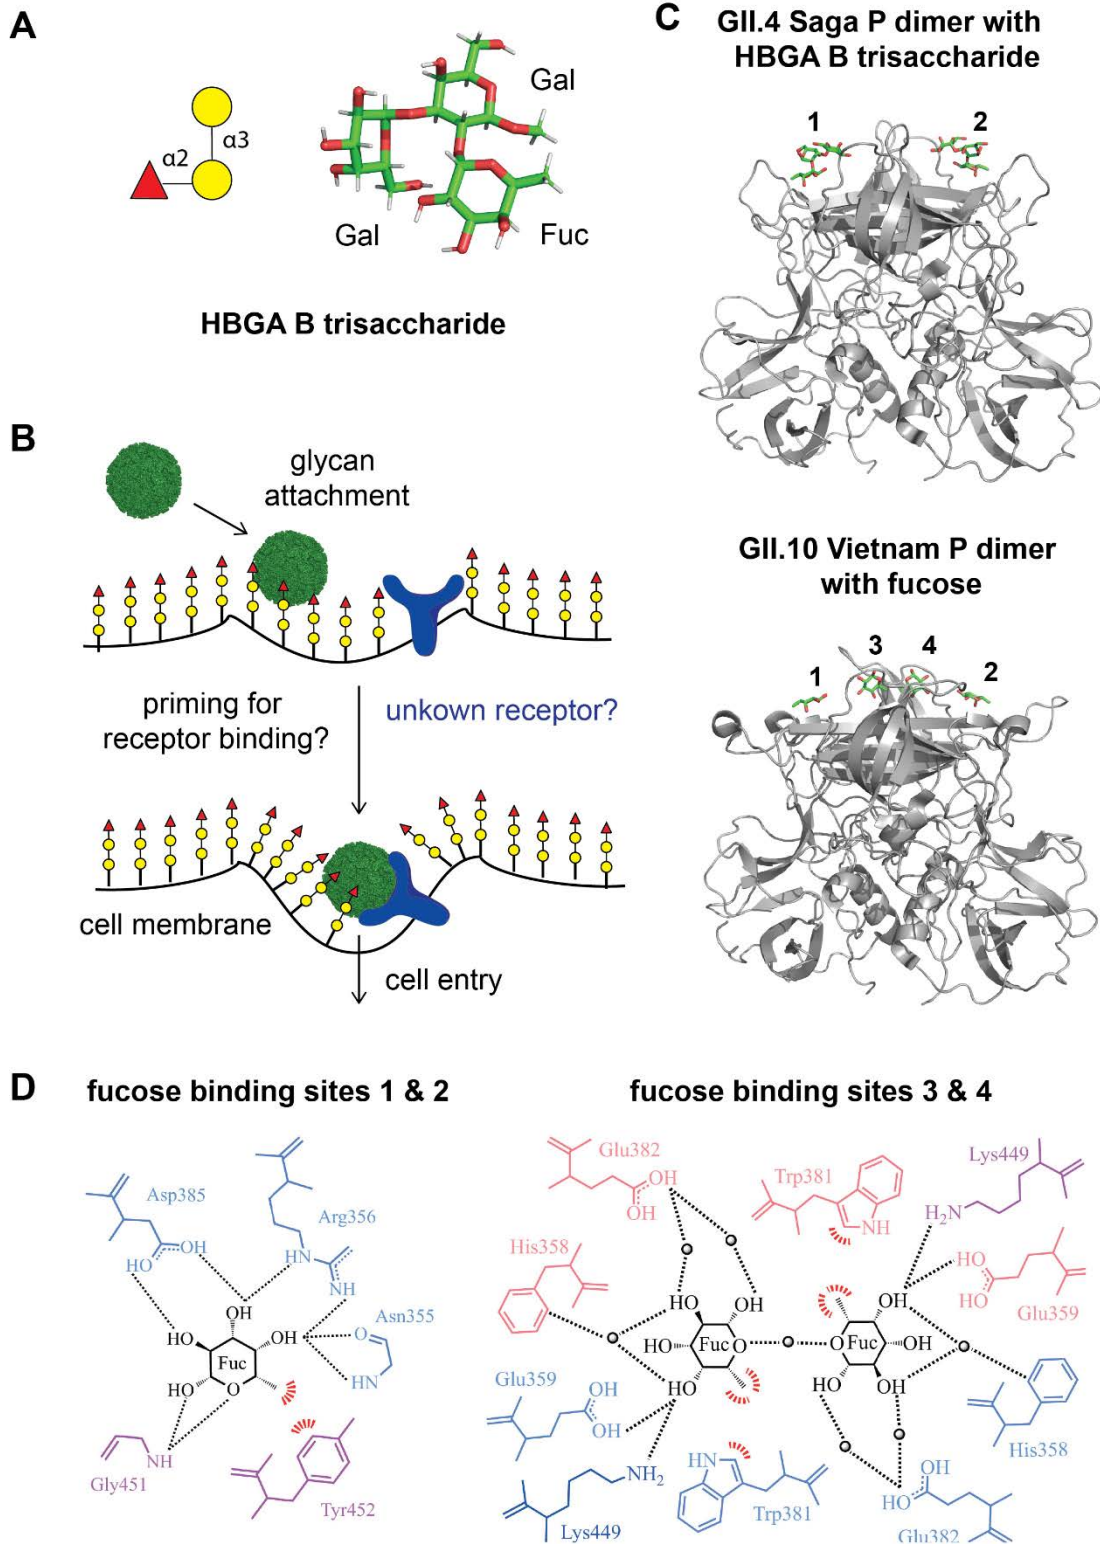 A
α3
α2
Gal
Gal
Fuc
HBGA B trisaccharide
B
glycan
attachment
priming for
receptor binding?
unkown receptor?
cell membrane
cell entry
C
GII.4 Saga P dimer with
HBGA B trisaccharide
1
2
GII.10 Vietnam P dimer
with fucose
1
3
4
2
D
fucose binding sites 1 & 2
Asp385
HO
OH
Arg356
HN
NH
Asn355
O
HN
OH
HO
OH
Fuc
HO
O
NH
Gly451
Tyr452
fucose binding sites 3 & 4
Glu382
OH
OH
Trp381
NH
Lys449
H₂N
His358
OH
HO
Glu359
HO
OH
HO
Fuc
O
HO
OH
O
Fuc
OH
HO
OH
Glu359
OH
OH
His358
NH₂
Lys449
HN
Trp381
OH
HO
Glu382